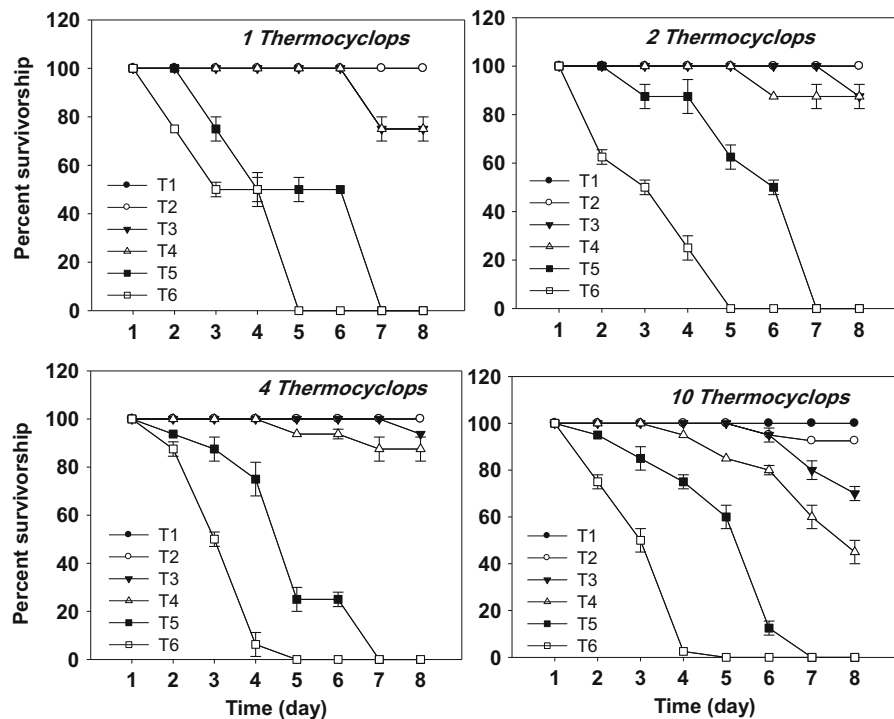 1 Thermocyclops
Percent survivorship
120
100
80
60
40
20
0
T1
T2
T3
T4
T5
T6
1 2 3 4 5 6 7 8
2 Thermocyclops
120
100
80
60
40
20
0
T1
T2
T3
T4
T5
T6
1 2 3 4 5 6 7 8
4 Thermocyclops
Percent survivorship
120
100
80
60
40
20
0
T1
T2
T3
T4
T5
T6
1 2 3 4 5 6 7 8
Time (day)
10 Thermocyclops
120
100
80
60
40
20
0
T1
T2
T3
T4
T5
T6
1 2 3 4 5 6 7 8
Time (day)